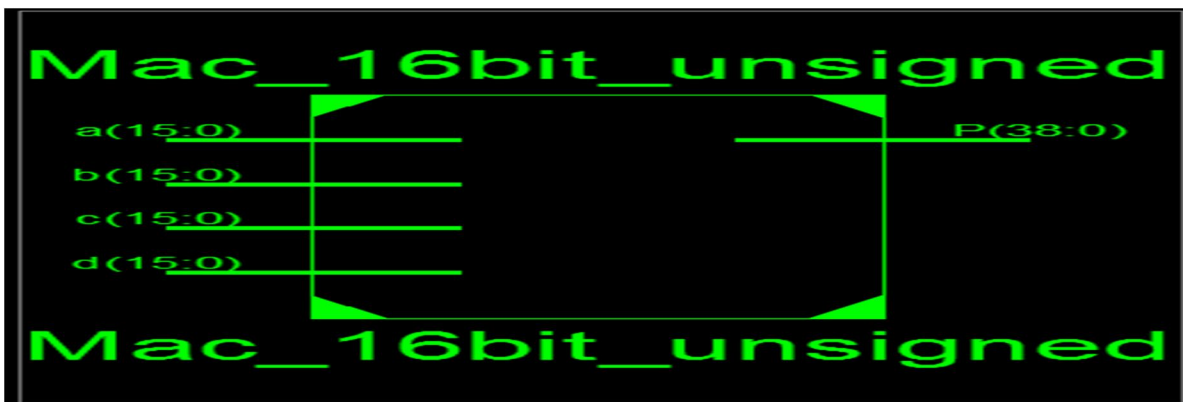 Mac_16bit_unsigned
a(15:0)
P(38:0)
b(15:0)
c(15:0)
d(15:0)
Mac_16bit_unsigned